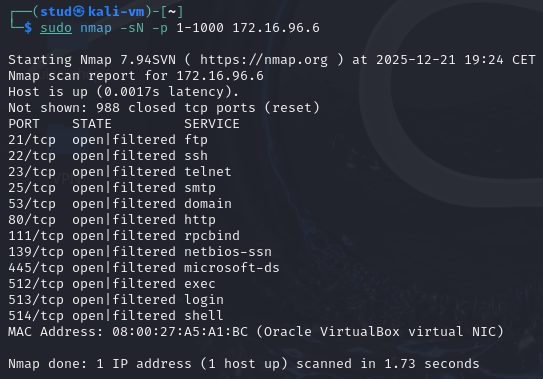 ┌──(stud㉿kali-vm)-[~]
└─$ sudo nmap -sN -p 1-1000 172.16.96.6
Starting Nmap 7.94SVN ( https://nmap.org ) at 2025-12-21 19:24 CET
Nmap scan report for 172.16.96.6
Host is up (0.0017s latency).
Not shown: 988 closed tcp ports (reset)
PORT    STATE         SERVICE
21/tcp  open|filtered ftp
22/tcp  open|filtered ssh
23/tcp  open|filtered telnet
25/tcp  open|filtered smtp
53/tcp  open|filtered domain
80/tcp  open|filtered http
111/tcp open|filtered rpcbind
139/tcp open|filtered netbios-ssn
445/tcp open|filtered microsoft-ds
512/tcp open|filtered exec
513/tcp open|filtered login
514/tcp open|filtered shell
MAC Address: 08:00:27:A5:A1:BC (Oracle VirtualBox virtual NIC)
Nmap done: 1 IP address (1 host up) scanned in 1.73 seconds